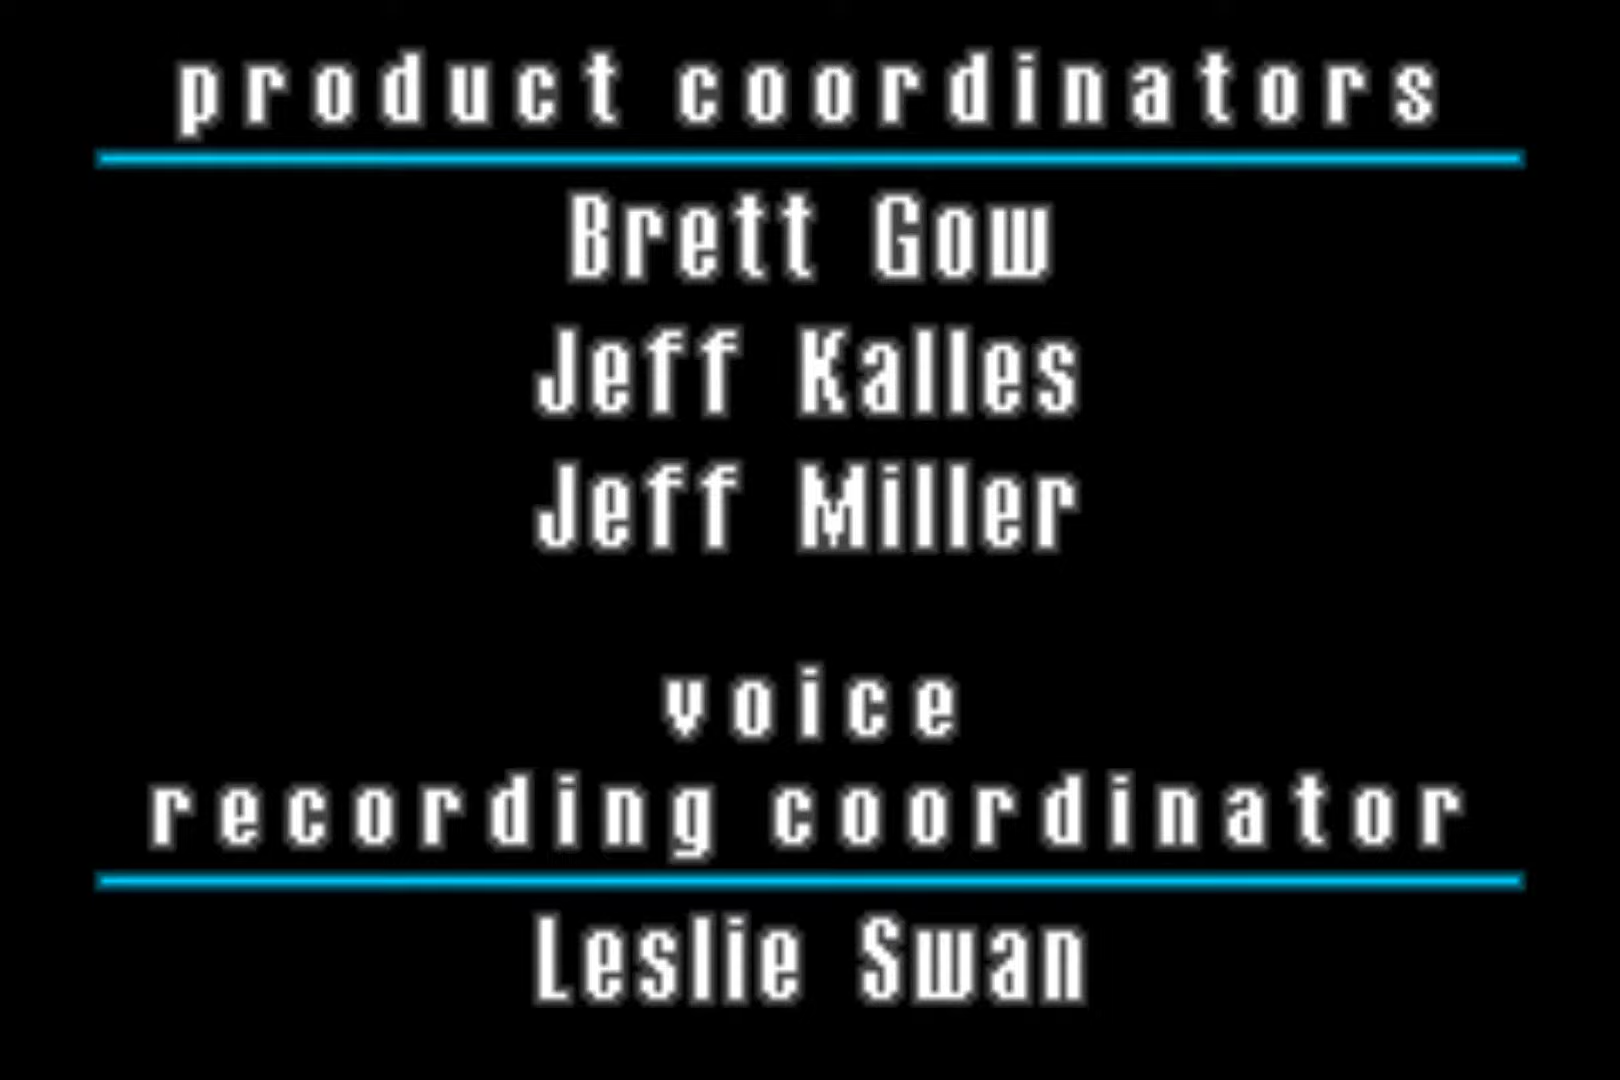 product coordinators
Brett Gow
Jeff Kalles
Jeff Miller
voice
recording coordinator
Leslie Swan